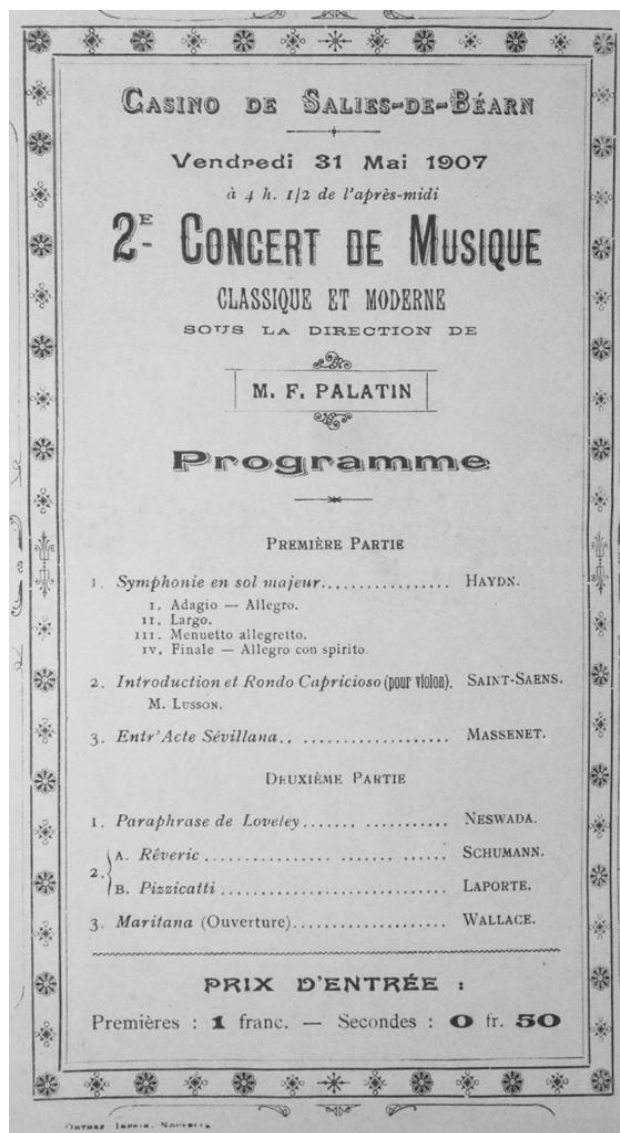 CASINO DE SALIES-DE-BÉARN
Vendredi 31 Mai 1907
à 4 h. 1/2 de l'après-midi
2E CONCERT DE MUSIQUE
CLASSIQUE ET MODERNE
SOUS LA DIRECTION DE
M. F. PALATIN
Programme
PREMIÈRE PARTIE
1. Symphonie en sol majeur................. HAYDN.
I. Adagio — Allegro.
II. Largo.
III. Menuetto allegretto.
IV. Finale — Allegro con spirito.
2. Introduction et Rondo Capricioso (pour violon). SAINT-SAENS.
M. LUSSON.
3. Entr'Acte Sévillana.. ................... MASSENET.
DEUXIÈME PARTIE
1. Paraphrase de Loveley....... ........... NESWADA.
2. A. Rêveric ................. ....... ...... SCHUMANN.
B. Pizzicatti ............................ LAPORTE.
3. Maritana (Ouverture).................... WALLACE.
PRIX D'ENTRÉE :
Premières : 1 franc. — Secondes : 0 fr. 50
ORTHEZ IMPRIM. NOUVELLE